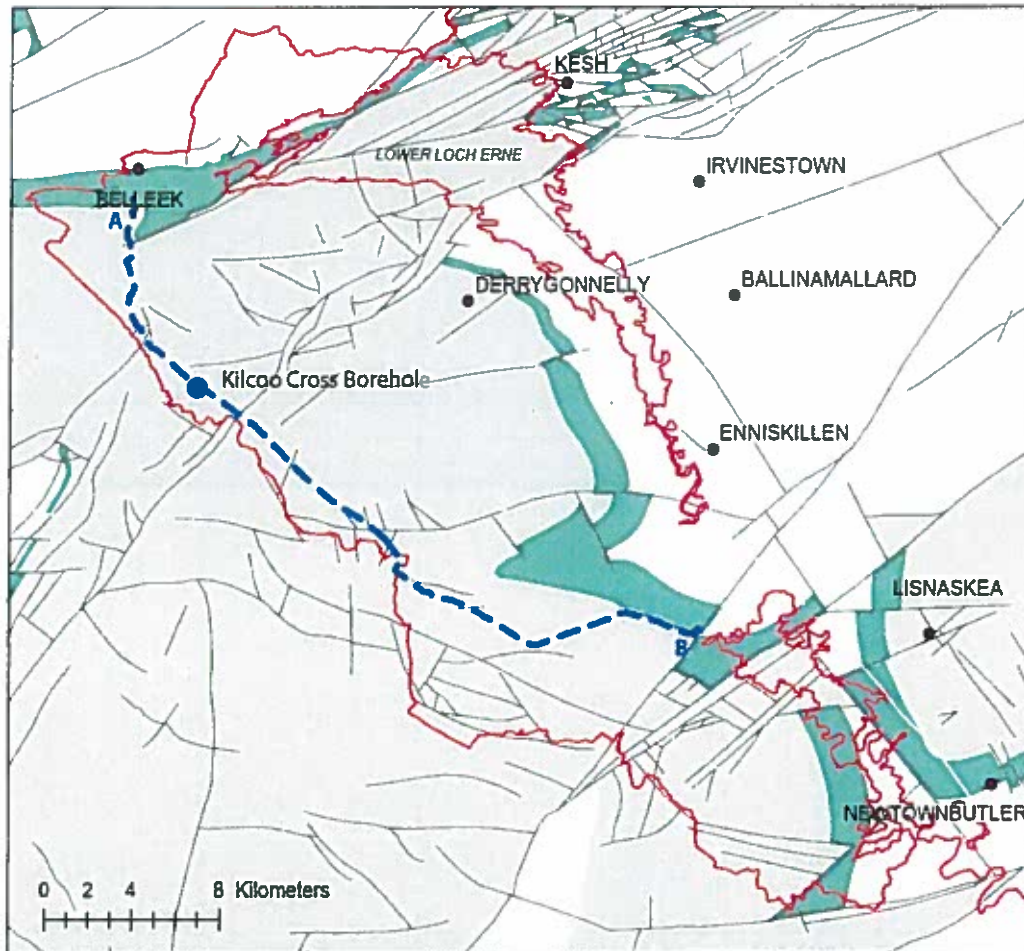 KESH
LOWER LOCH ERNE
IRVINESTOWN
BELLEEK
A
DERRYGONNELLY
BALLINAMALLARD
Kilcoo Cross Borehole
ENNISKILLEN
LISNASKEA
B
NEWTOWNBUTLER
0 2 4 8 Kilometers